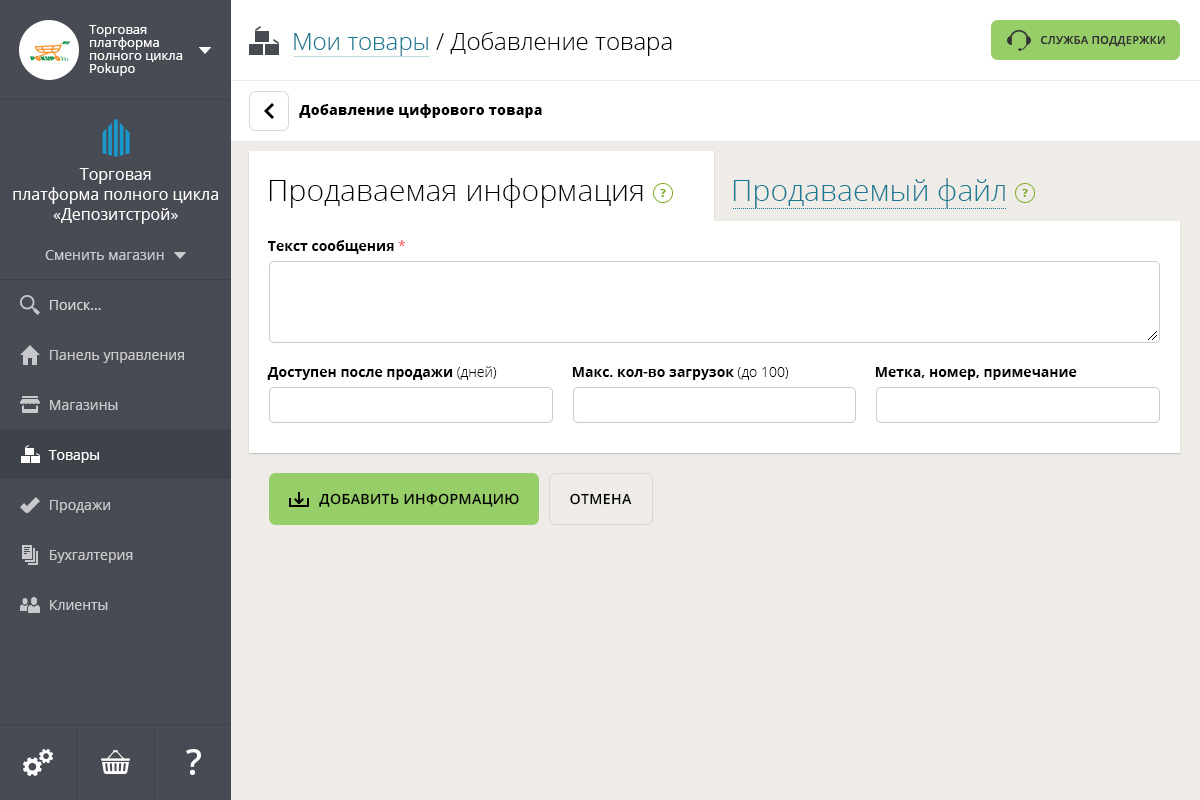 Торговая
платформа
полного цикла
Pokupo
POKUPO
Торговая
платформа полного цикла
«Депозитстрой»
Сменить магазин
Поиск...
Панель управления
Магазины
Товары
Продажи
Бухгалтерия
Клиенты
?
Мои товары / Добавление товара
СЛУЖБА ПОДДЕРЖКИ
Добавление цифрового товара
Продаваемая информация ?
Продаваемый файл ?
Текст сообщения *
Доступен после продажи (дней)
Макс. кол-во загрузок (до 100)
Метка, номер, примечание
ДОБАВИТЬ ИНФОРМАЦИЮ
ОТМЕНА